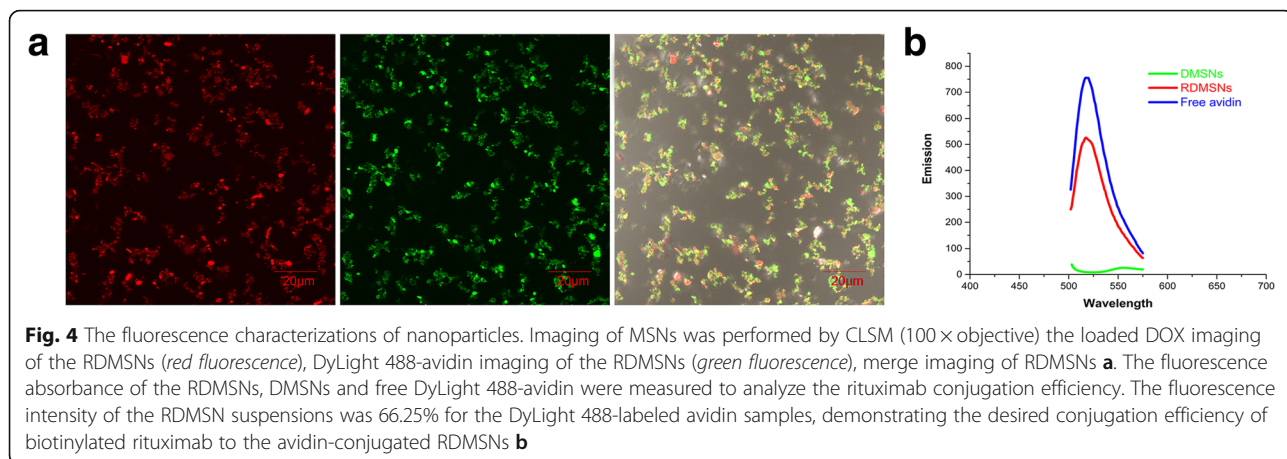 a
20µm
20µm
20µm
b
800
700
600
500
400
300
200
100
0
Emission
DMSNs
RDMSNs
Free avidin
400
450
500
550
600
650
700
Wavelength
Fig. 4 The fluorescence characterizations of nanoparticles. Imaging of MSNs was performed by CLSM (100 × objective) the loaded DOX imaging
of the RDMSNs (red fluorescence), DyLight 488-avidin imaging of the RDMSNs (green fluorescence), merge imaging of RDMSNs a. The fluorescence
absorbance of the RDMSNs, DMSNs and free DyLight 488-avidin were measured to analyze the rituximab conjugation efficiency. The fluorescence
intensity of the RDMSN suspensions was 66.25% for the DyLight 488-labeled avidin samples, demonstrating the desired conjugation efficiency of
biotinylated rituximab to the avidin-conjugated RDMSNs b